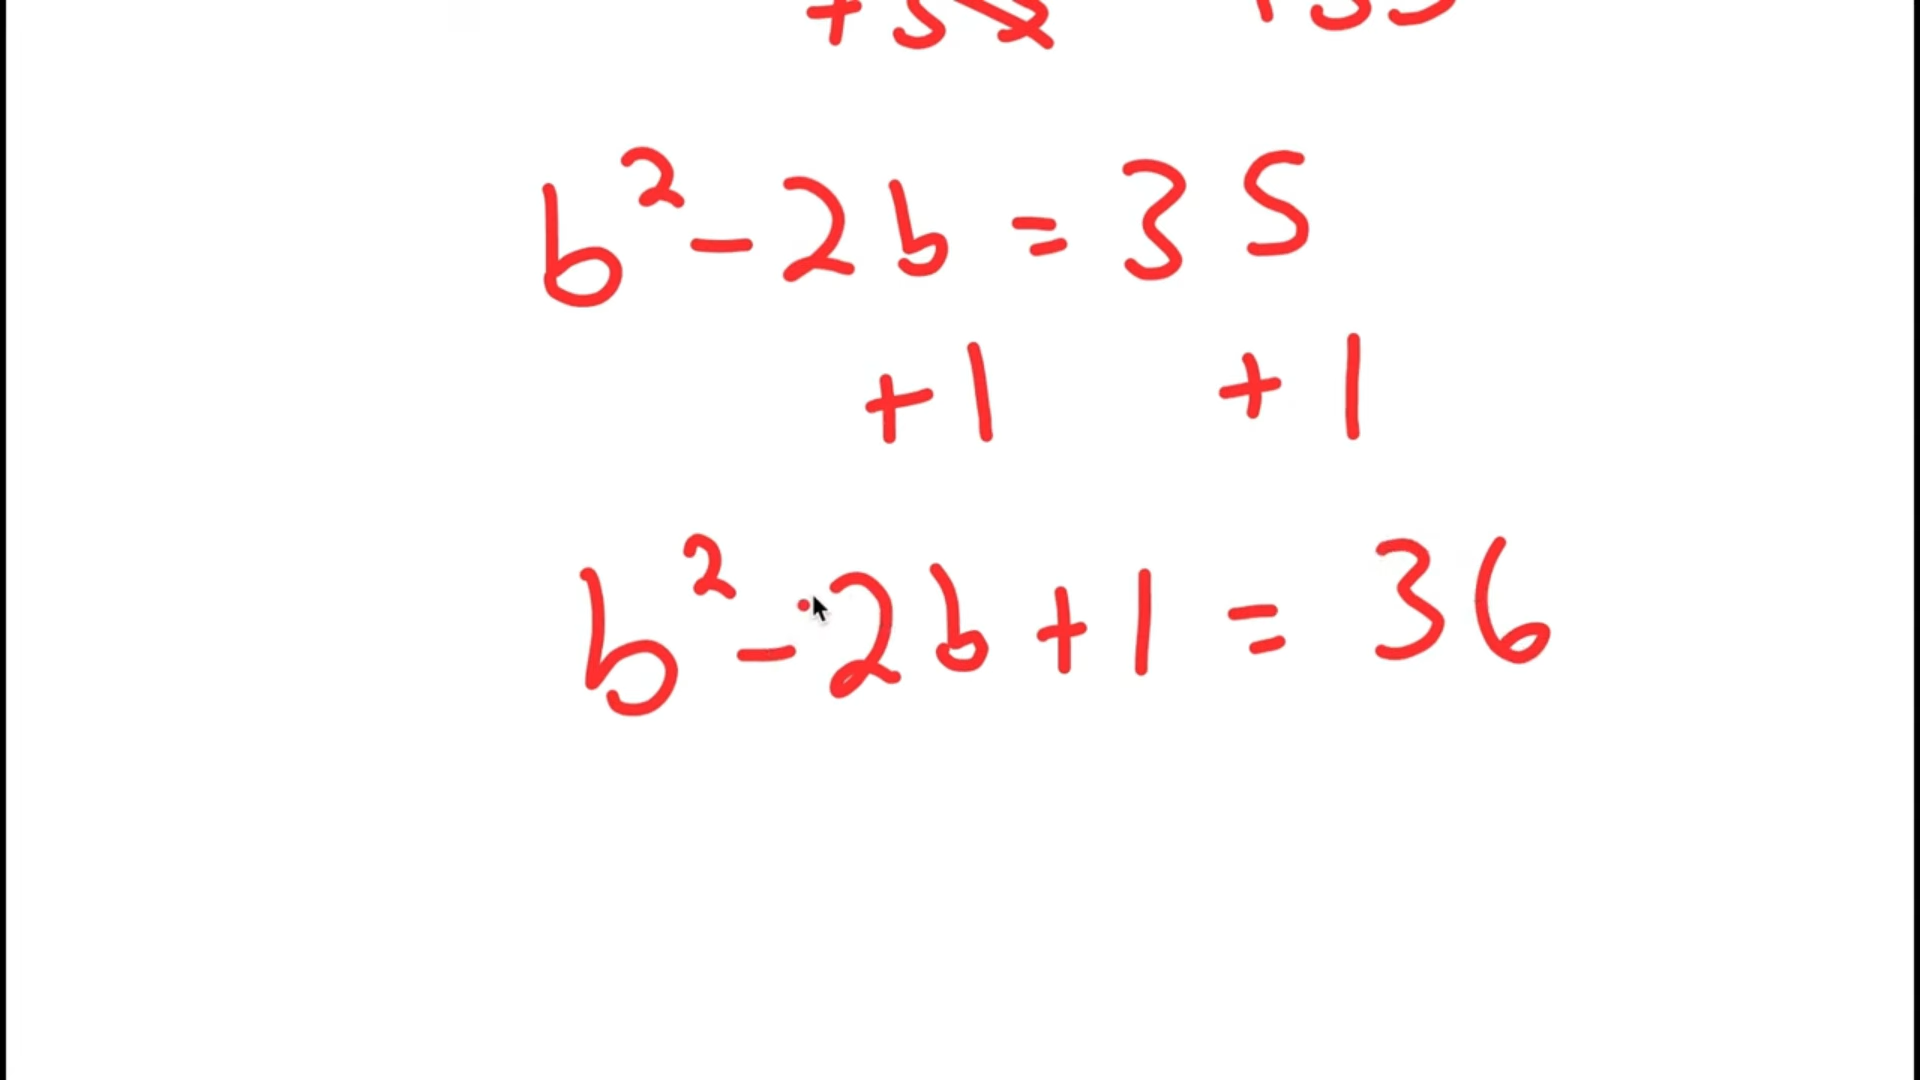 b² - 2b = 35
+1 +1
b² - 2b + 1 = 36